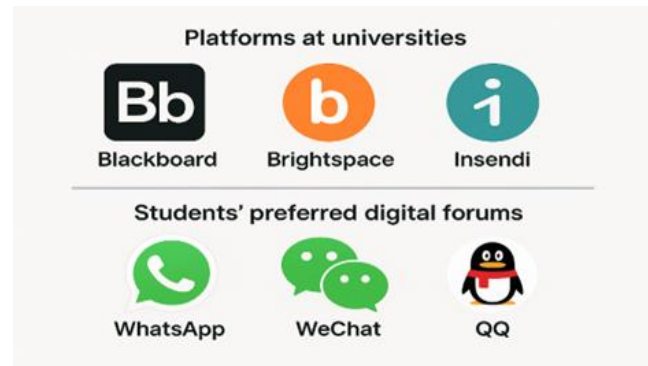 Platforms at universities
Bb b i
Blackboard Brightspace Insendi
Students' preferred digital forums
WhatsApp WeChat QQ